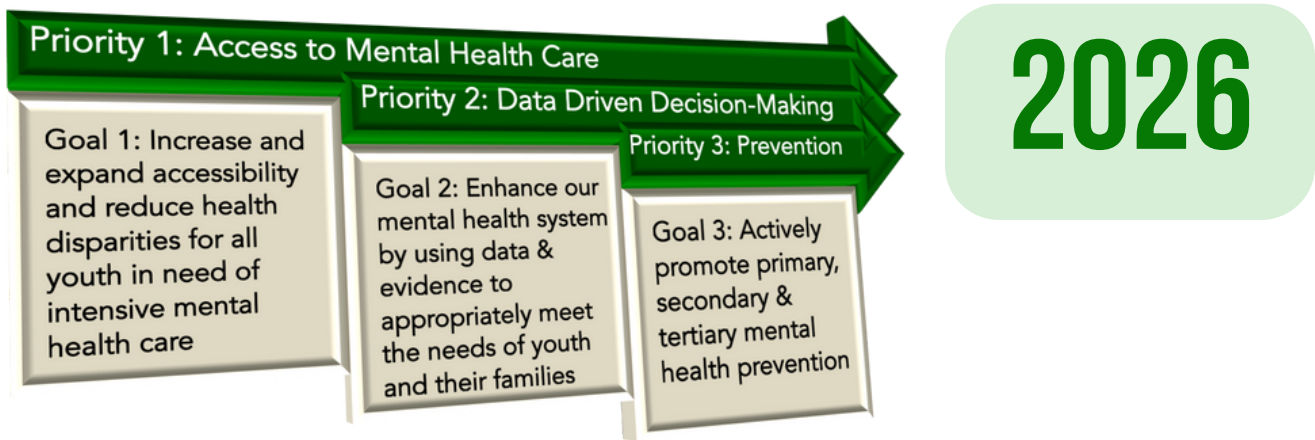 Priority 1: Access to Mental Health Care
Goal 1: Increase and
expand accessibility
and reduce health
disparities for all
youth in need of
intensive mental
health care
Priority 2: Data Driven Decision-Making
Goal 2: Enhance our
mental health system
by using data &
evidence to
appropriately meet
the needs of youth
and their families
Priority 3: Prevention
Goal 3: Actively
promote primary,
secondary &
tertiary mental
health prevention
2026